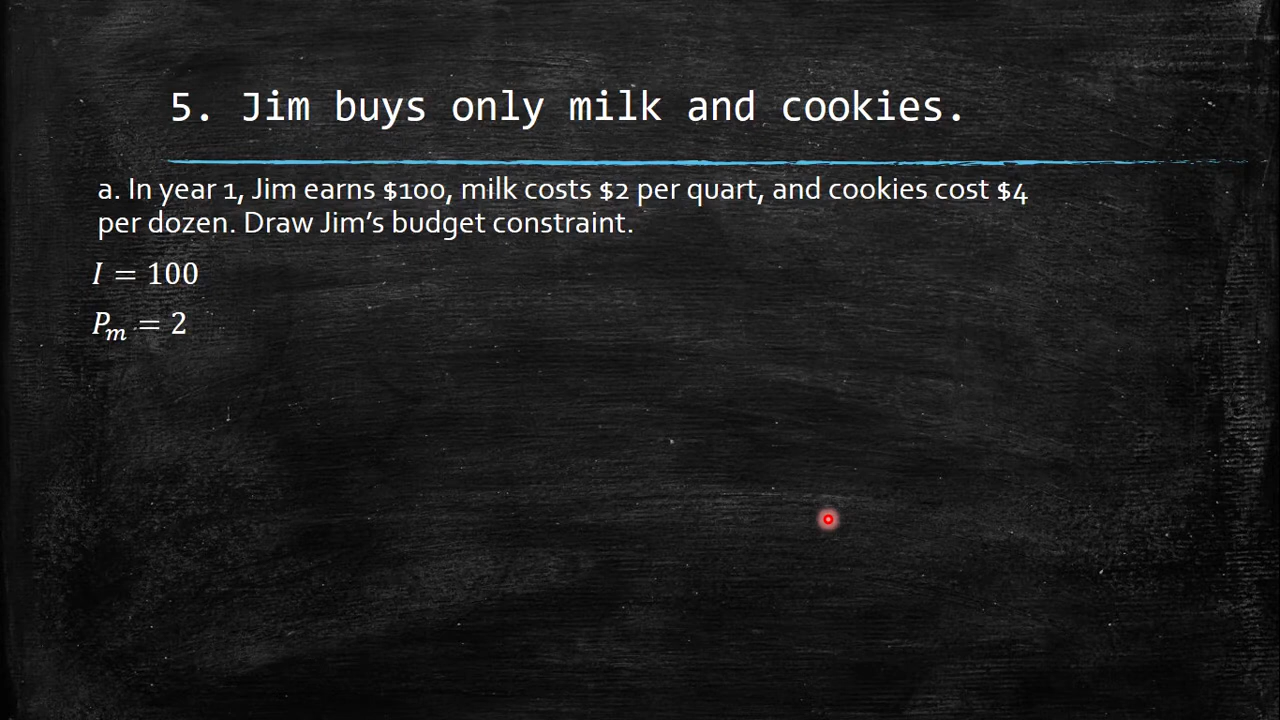 5. Jim buys only milk and cookies.
a. In year 1, Jim earns $100, milk costs $2 per quart, and cookies cost $4
per dozen. Draw Jim’s budget constraint.
I = 100
Pₘ = 2